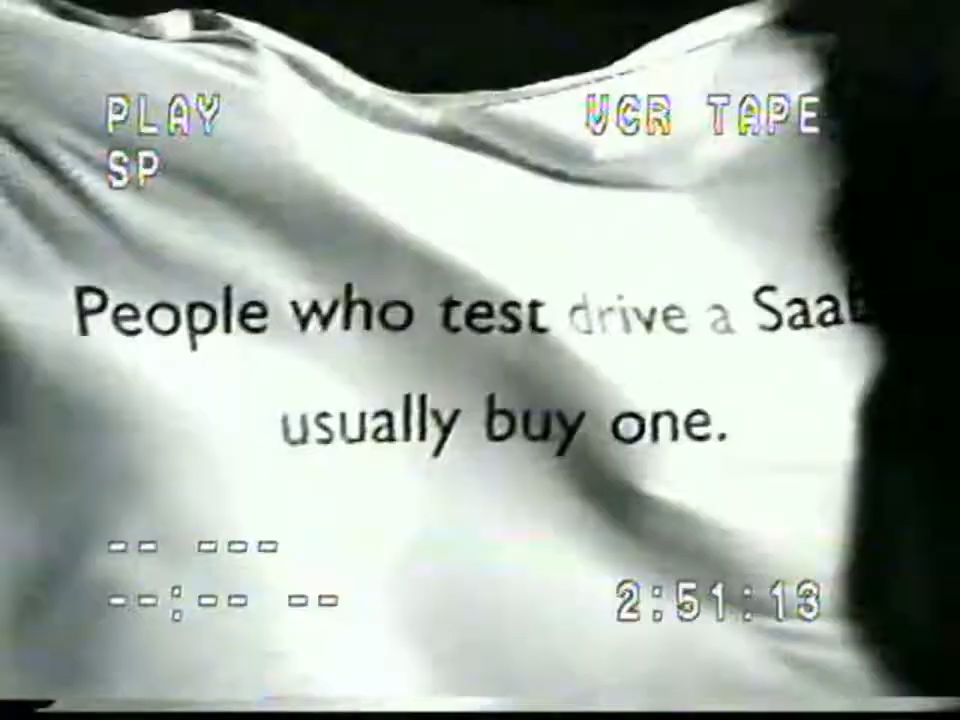 PLAY VCR TAPE
SP
People who test drive a Saab
usually buy one.
-- ---
--:-- -- 2:51:13